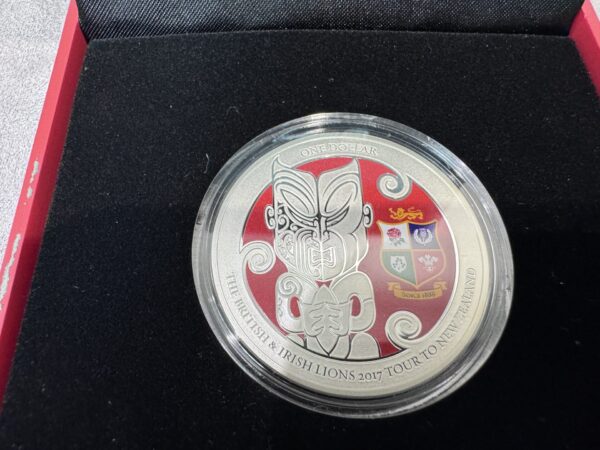 ONE DOLLAR
THE BRITISH & IRISH LIONS 2017 TOUR TO NEW ZEALAND
SINCE 1888